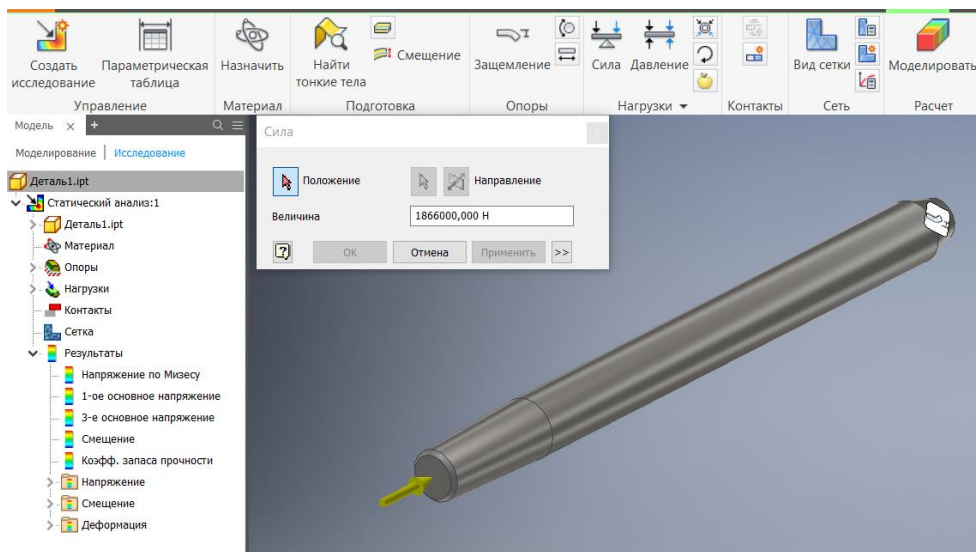 Создать исследование
Параметрическая таблица
Назначить
Найти тонкие тела
Смещение
Защемление
Сила
Давление
Вид сетки
Моделировать
Управление
Материал
Подготовка
Опоры
Нагрузки
Контакты
Сеть
Расчет
Модель × +
Моделирование | Исследование
Деталь1.ipt
Статический анализ:1
Деталь1.ipt
Материал
Опоры
Нагрузки
Контакты
Сетка
Результаты
Напряжение по Мизесу
1-ое основное напряжение
3-е основное напряжение
Смещение
Коэфф. запаса прочности
Напряжение
Смещение
Деформация
Сила
Положение
Направление
Величина
1866000,000 Н
? ОК Отмена Применить >>